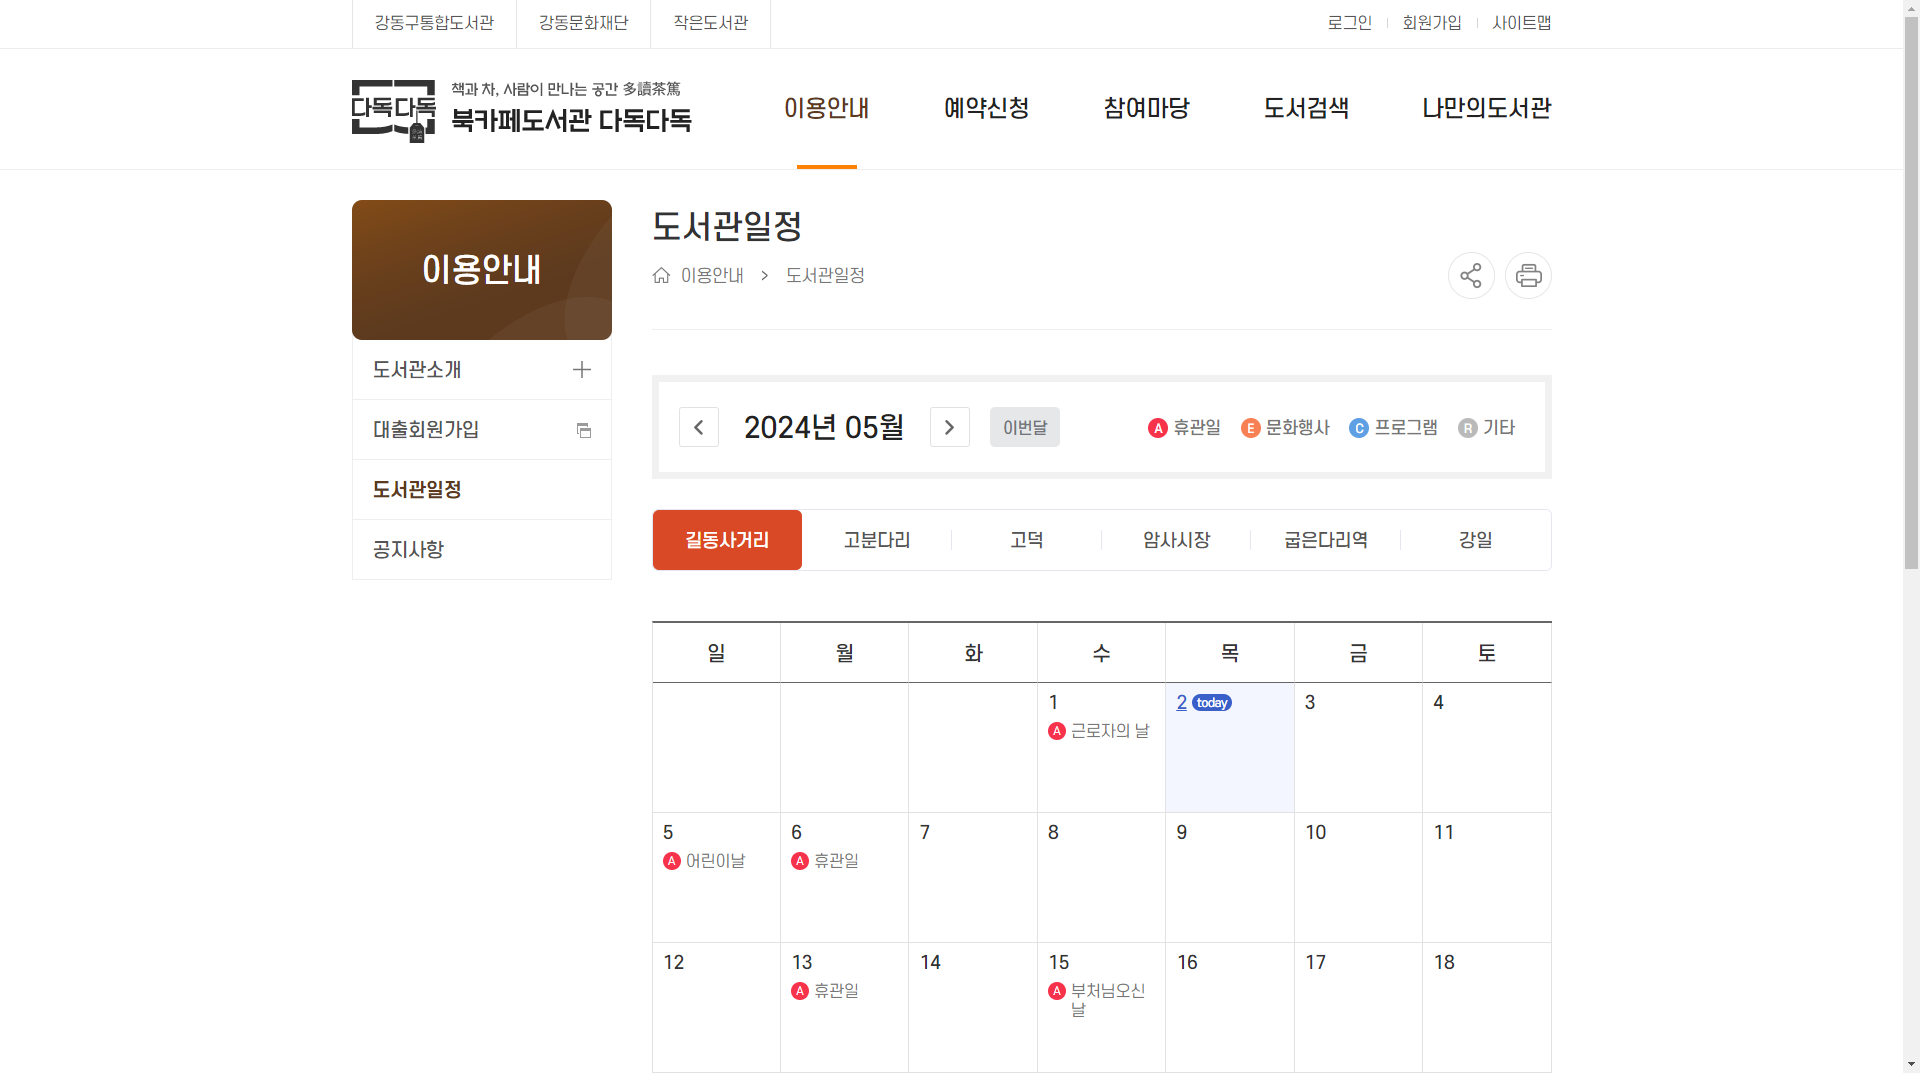 강동구통합도서관 강동문화재단 작은도서관 로그인 회원가입 사이트맵
다독다독
책과 차, 사람이 만나는 공간 多讀茶篤
북카페도서관 다독다독
이용안내 예약신청 참여마당 도서검색 나만의도서관
이용안내
도서관소개
대출회원가입
도서관일정
공지사항
도서관일정
이용안내 > 도서관일정
2024년 05월 이번달 A 휴관일 E 문화행사 C 프로그램 R 기타
길동사거리 고분다리 고덕 암사시장 굽은다리역 강일
일 월 화 수 목 금 토
1 2 today 3 4
A 근로자의 날
5 6 7 8 9 10 11
A 어린이날 A 휴관일
12 13 14 15 16 17 18
A 휴관일 A 부처님오신
날